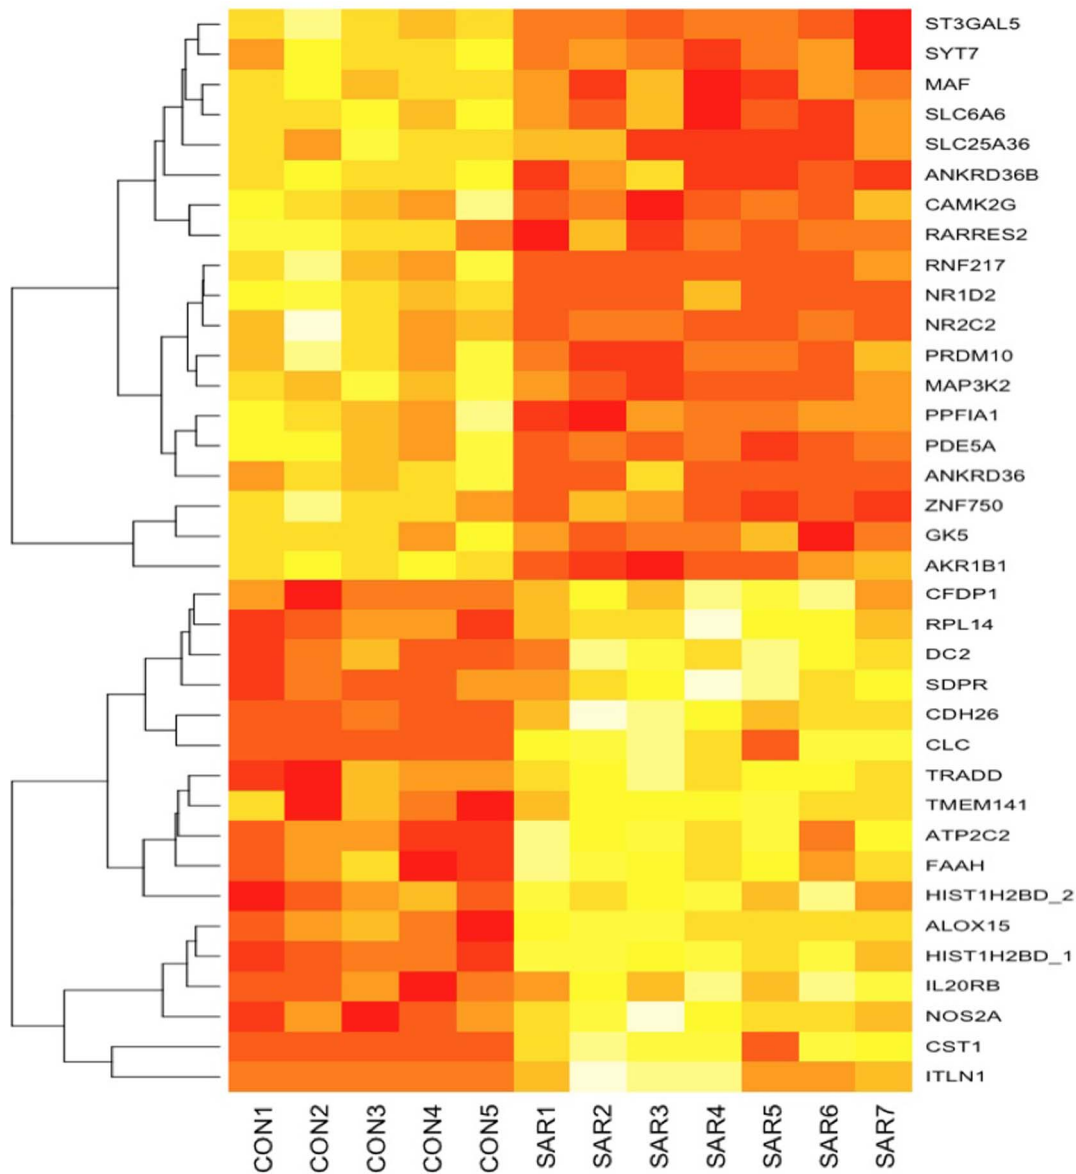 ST3GAL5
SYT7
MAF
SLC6A6
SLC25A36
ANKRD36B
CAMK2G
RARRES2
RNF217
NR1D2
NR2C2
PRDM10
MAP3K2
PPFIA1
PDE5A
ANKRD36
ZNF750
GK5
AKR1B1
CFDP1
RPL14
DC2
SDPR
CDH26
CLC
TRADD
TMEM141
ATP2C2
FAAH
HIST1H2BD_2
ALOX15
HIST1H2BD_1
IL20RB
NOS2A
CST1
ITLN1
CON1 CON2 CON3 CON4 CON5 SAR1 SAR2 SAR3 SAR4 SAR5 SAR6 SAR7